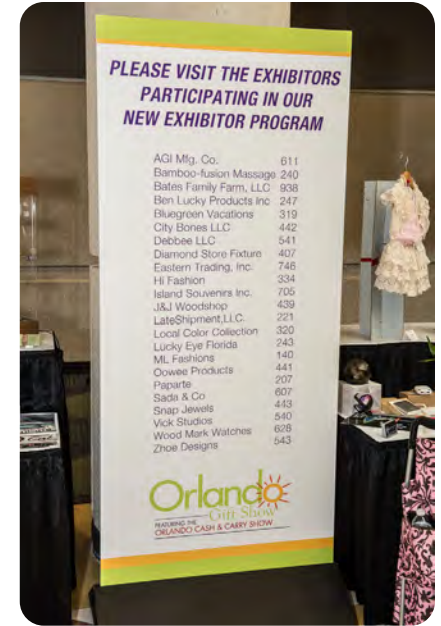 PLEASE VISIT THE EXHIBITORS
PARTICIPATING IN OUR
NEW EXHIBITOR PROGRAM
AGI Mfg. Co. 611
Bamboo-fusion Massage 240
Bates Family Farm, LLC 938
Ben Lucky Products Inc 247
Bluegreen Vacations 319
City Bones LLC 442
Debbee LLC 541
Diamond Store Fixture 407
Eastern Trading, Inc. 746
Hi Fashion 334
Island Souvenirs Inc. 705
J&J Woodshop 439
LateShipment,LLC. 221
Local Color Collection 320
Lucky Eye Florida 243
ML Fashions 140
Oowee Products 441
Paparte 207
Sada & Co 607
Snap Jewels 443
Vick Studios 540
Wood Mark Watches 628
Zhoe Designs 543
Orlando
Gift Show
FEATURING THE
ORLANDO CASH & CARRY SHOW